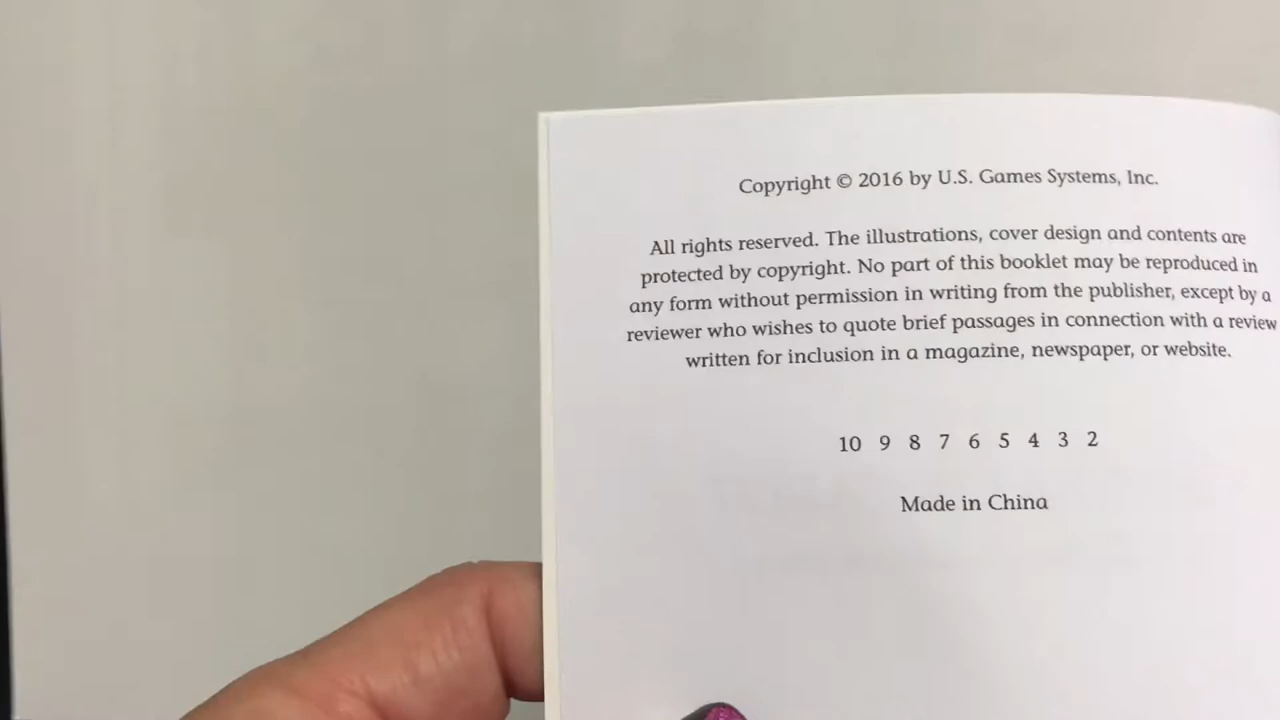 Copyright © 2016 by U.S. Games Systems, Inc.
All rights reserved. The illustrations, cover design and contents are
protected by copyright. No part of this booklet may be reproduced in
any form without permission in writing from the publisher, except by a
reviewer who wishes to quote brief passages in connection with a review
written for inclusion in a magazine, newspaper, or website.
10 9 8 7 6 5 4 3 2
Made in China